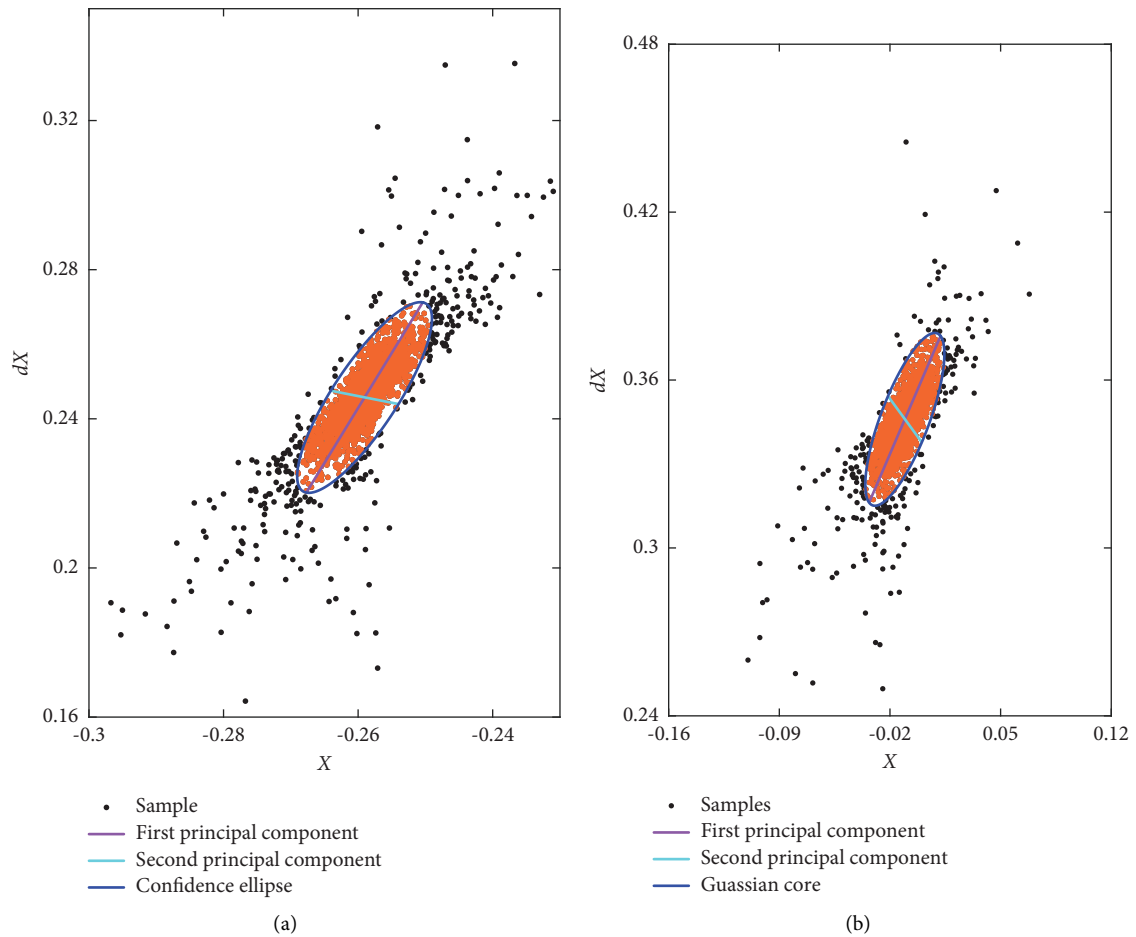 0.32
0.28
0.24
0.2
0.16
dX
-0.3
-0.28
-0.26
-0.24
X
Sample
First principal component
Second principal component
Confidence ellipse
(a)
0.48
0.42
0.36
0.3
0.24
dX
-0.16
-0.09
-0.02
0.05
0.12
X
Samples
First principal component
Second principal component
Guassian core
(b)